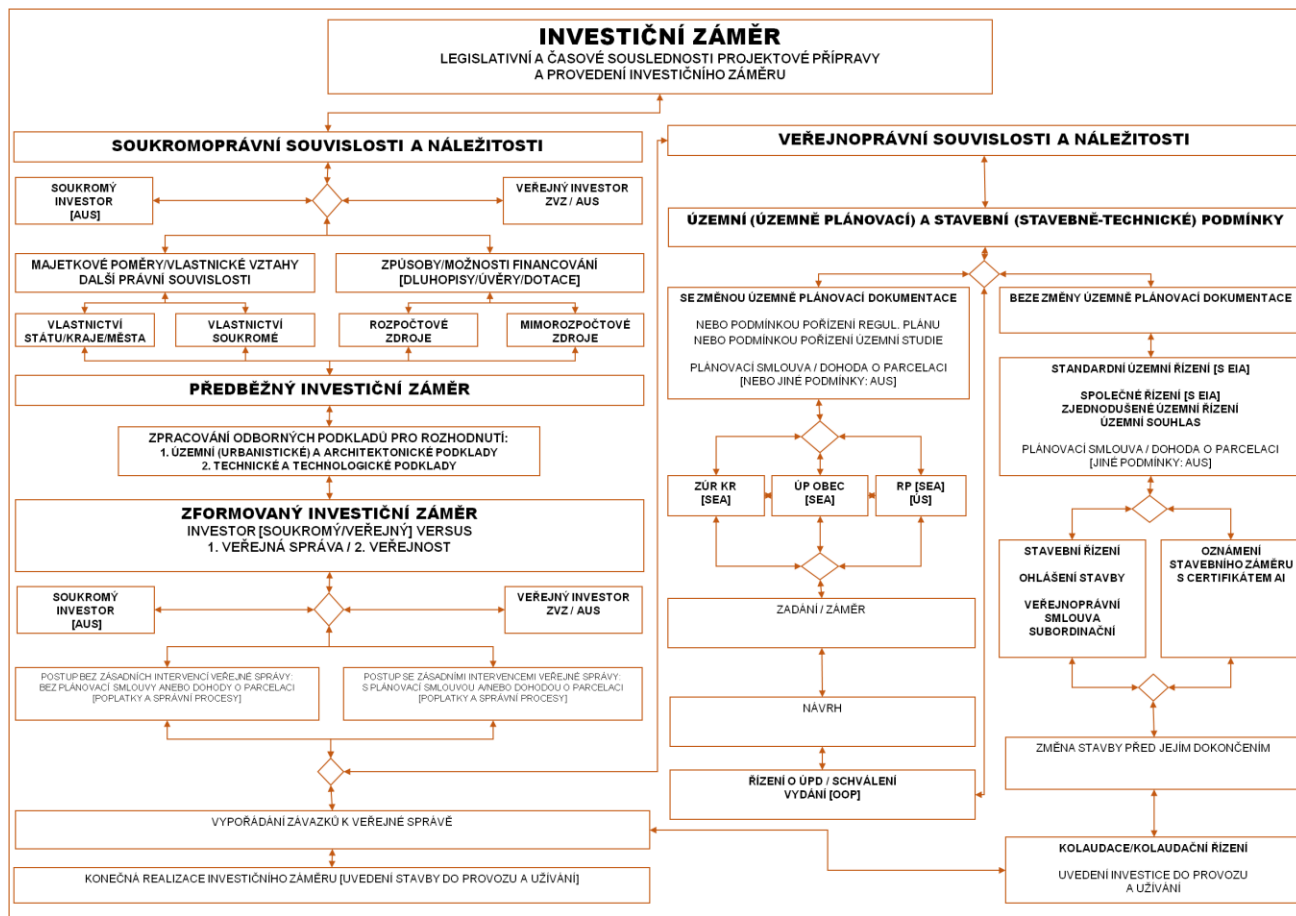 INVESTIČNÍ ZÁMĚR
LEGISLATIVNÍ A ČASOVÉ SOUSLEDNOSTI PROJEKTOVÉ PŘÍPRAVY
A PROVEDENÍ INVESTIČNÍHO ZÁMĚRU
SOUKROMOPRÁVNÍ SOUVISLOSTI A NÁLEŽITOSTI
SOUKROMÝ
INVESTOR
[AUS]
VEŘEJNÝ INVESTOR
ZVZ / AUS
MAJETKOVÉ POMĚRY/VLASTNICKÉ VZTAHY
DALŠÍ PRÁVNÍ SOUVISLOSTI
ZPŮSOBY/MOŽNOSTI FINANCOVÁNÍ
[DLUHOPISY/ÚVĚRY/DOTACE]
VLASTNICTVÍ
STÁTU/KRAJE/MĚSTA
VLASTNICTVÍ
SOUKROMÉ
ROZPOČTOVÉ
ZDROJE
MIMOROZPOČTOVÉ
ZDROJE
PŘEDBĚŽNÝ INVESTIČNÍ ZÁMĚR
ZPRACOVÁNÍ ODBORNÝCH PODKLADŮ PRO ROZHODNUTÍ:
1. ÚZEMNÍ (URBANISTICKÉ) A ARCHITEKTONICKÉ PODKLADY
2. TECHNICKÉ A TECHNOLOGICKÉ PODKLADY
ZFORMOVANÝ INVESTIČNÍ ZÁMĚR
INVESTOR [SOUKROMÝ/VEŘEJNÝ] VERSUS
1. VEŘEJNÁ SPRÁVA / 2. VEŘEJNOST
SOUKROMÝ
INVESTOR
[AUS]
VEŘEJNÝ INVESTOR
ZVZ / AUS
POSTUP BEZ ZÁSADNÍCH INTERVENCÍ VEŘEJNÉ SPRÁVY:
BEZ PLÁNOVACÍ SMLOUVY ANEBO DOHODY O PARCELACI
[POPLATKY A SPRÁVNÍ PROCESY]
POSTUP SE ZÁSADNÍMI INTERVENCEMI VEŘEJNÉ SPRÁVY:
S PLÁNOVACÍ SMLOUVOU A/NEBO DOHODOU O PARCELACI
[POPLATKY A SPRÁVNÍ PROCESY]
VYPOŘÁDÁNÍ ZÁVAZKŮ K VEŘEJNÉ SPRÁVĚ
KONEČNÁ REALIZACE INVESTIČNÍHO ZÁMĚRU [UVEDENÍ STAVBY DO PROVOZU A UŽÍVÁNÍ]
VEŘEJNOPRÁVNÍ SOUVISLOSTI A NÁLEŽITOSTI
ÚZEMNÍ (ÚZEMNĚ PLÁNOVACÍ) A STAVEBNÍ (STAVEBNĚ-TECHNICKÉ) PODMÍNKY
SE ZMĚNOU ÚZEMNĚ PLÁNOVACÍ DOKUMENTACE
NEBO PODMÍNKOU POŘÍZENÍ REGUL. PLÁNU
NEBO PODMÍNKOU POŘÍZENÍ ÚZEMNÍ STUDIE
PLÁNOVACÍ SMLOUVA / DOHODA O PARCELACI
[NEBO JINÉ PODMÍNKY: AUS]
ZÚR KR
[SEA]
ÚP OBEC
[SEA]
RP [SEA]
[ÚS]
ZADÁNÍ / ZÁMĚR
NÁVRH
ŘÍZENÍ O ÚPD / SCHVÁLENÍ
VYDÁNÍ [OOP]
BEZE ZMĚNY ÚZEMNĚ PLÁNOVACÍ DOKUMENTACE
STANDARDNÍ ÚZEMNÍ ŘÍZENÍ [S EIA]
SPOLEČNÉ ŘÍZENÍ [S EIA]
ZJEDNODUŠENÉ ÚZEMNÍ ŘÍZENÍ
ÚZEMNÍ SOUHLAS
PLÁNOVACÍ SMLOUVA / DOHODA O PARCELACI
[JINÉ PODMÍNKY: AUS]
STAVEBNÍ ŘÍZENÍ
OHLÁŠENÍ STAVBY
VEŘEJNOPRÁVNÍ
SMLOUVA
SUBORDINAČNÍ
OZNÁMENÍ
STAVEBNÍHO ZÁMĚRU
S CERTIFIKÁTEM AI
ZMĚNA STAVBY PŘED JEJÍM DOKONČENÍM
KOLAUDACE/KOLAUDAČNÍ ŘÍZENÍ
UVEDENÍ INVESTICE DO PROVOZU
A UŽÍVÁNÍ